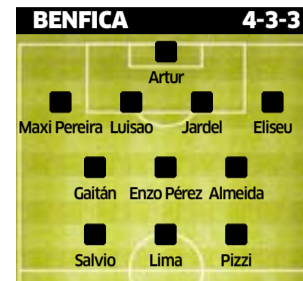 BENFICA 4-3-3
Artur
Maxi Pereira Luisao Jardel Eliseu
Gaitán Enzo Pérez Almeida
Salvio Lima Pizzi